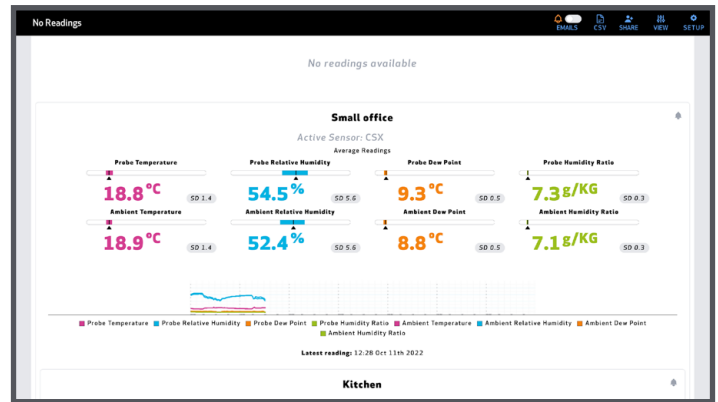 No Readings
EMAILS CSV SHARE VIEW SETUP
No readings available
Small office
Active Sensor: CSX
Average Readings
Probe Temperature Probe Relative Humidity Probe Dew Point Probe Humidity Ratio
18.8°C SD 1.4 54.5% SD 5.6 9.3°C SD 0.5 7.3g/KG SD 0.3
Ambient Temperature Ambient Relative Humidity Ambient Dew Point Ambient Humidity Ratio
18.9°C SD 1.4 52.4% SD 5.6 8.8°C SD 0.5 7.1g/KG SD 0.3
Probe Temperature Probe Relative Humidity Probe Dew Point Probe Humidity Ratio Ambient Temperature Ambient Relative Humidity Ambient Dew Point
Ambient Humidity Ratio
Latest reading: 12:28 Oct 11th 2022
Kitchen